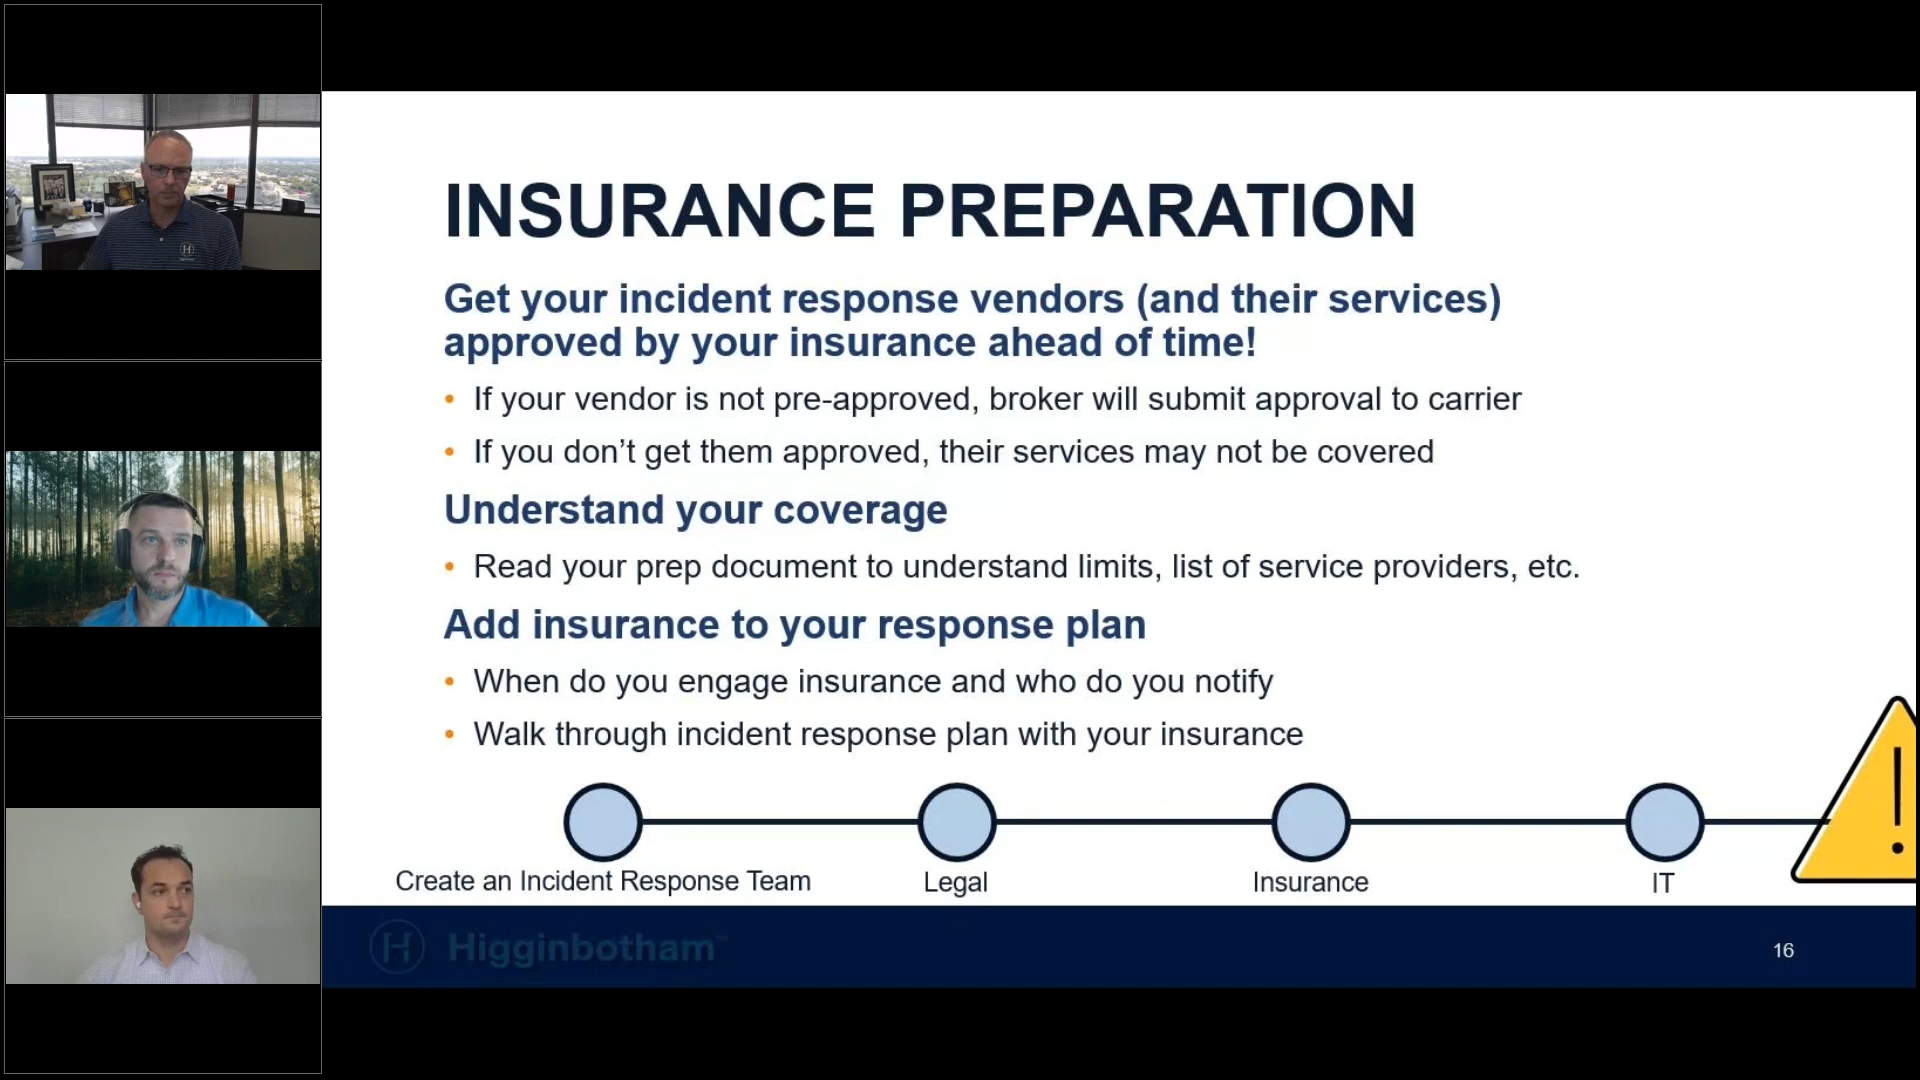 INSURANCE PREPARATION
Get your incident response vendors (and their services)
approved by your insurance ahead of time!
• If your vendor is not pre-approved, broker will submit approval to carrier
• If you don’t get them approved, their services may not be covered
Understand your coverage
• Read your prep document to understand limits, list of service providers, etc.
Add insurance to your response plan
• When do you engage insurance and who do you notify
• Walk through incident response plan with your insurance
Create an Incident Response Team
Legal
Insurance
IT
!
H Higginbotham™
16